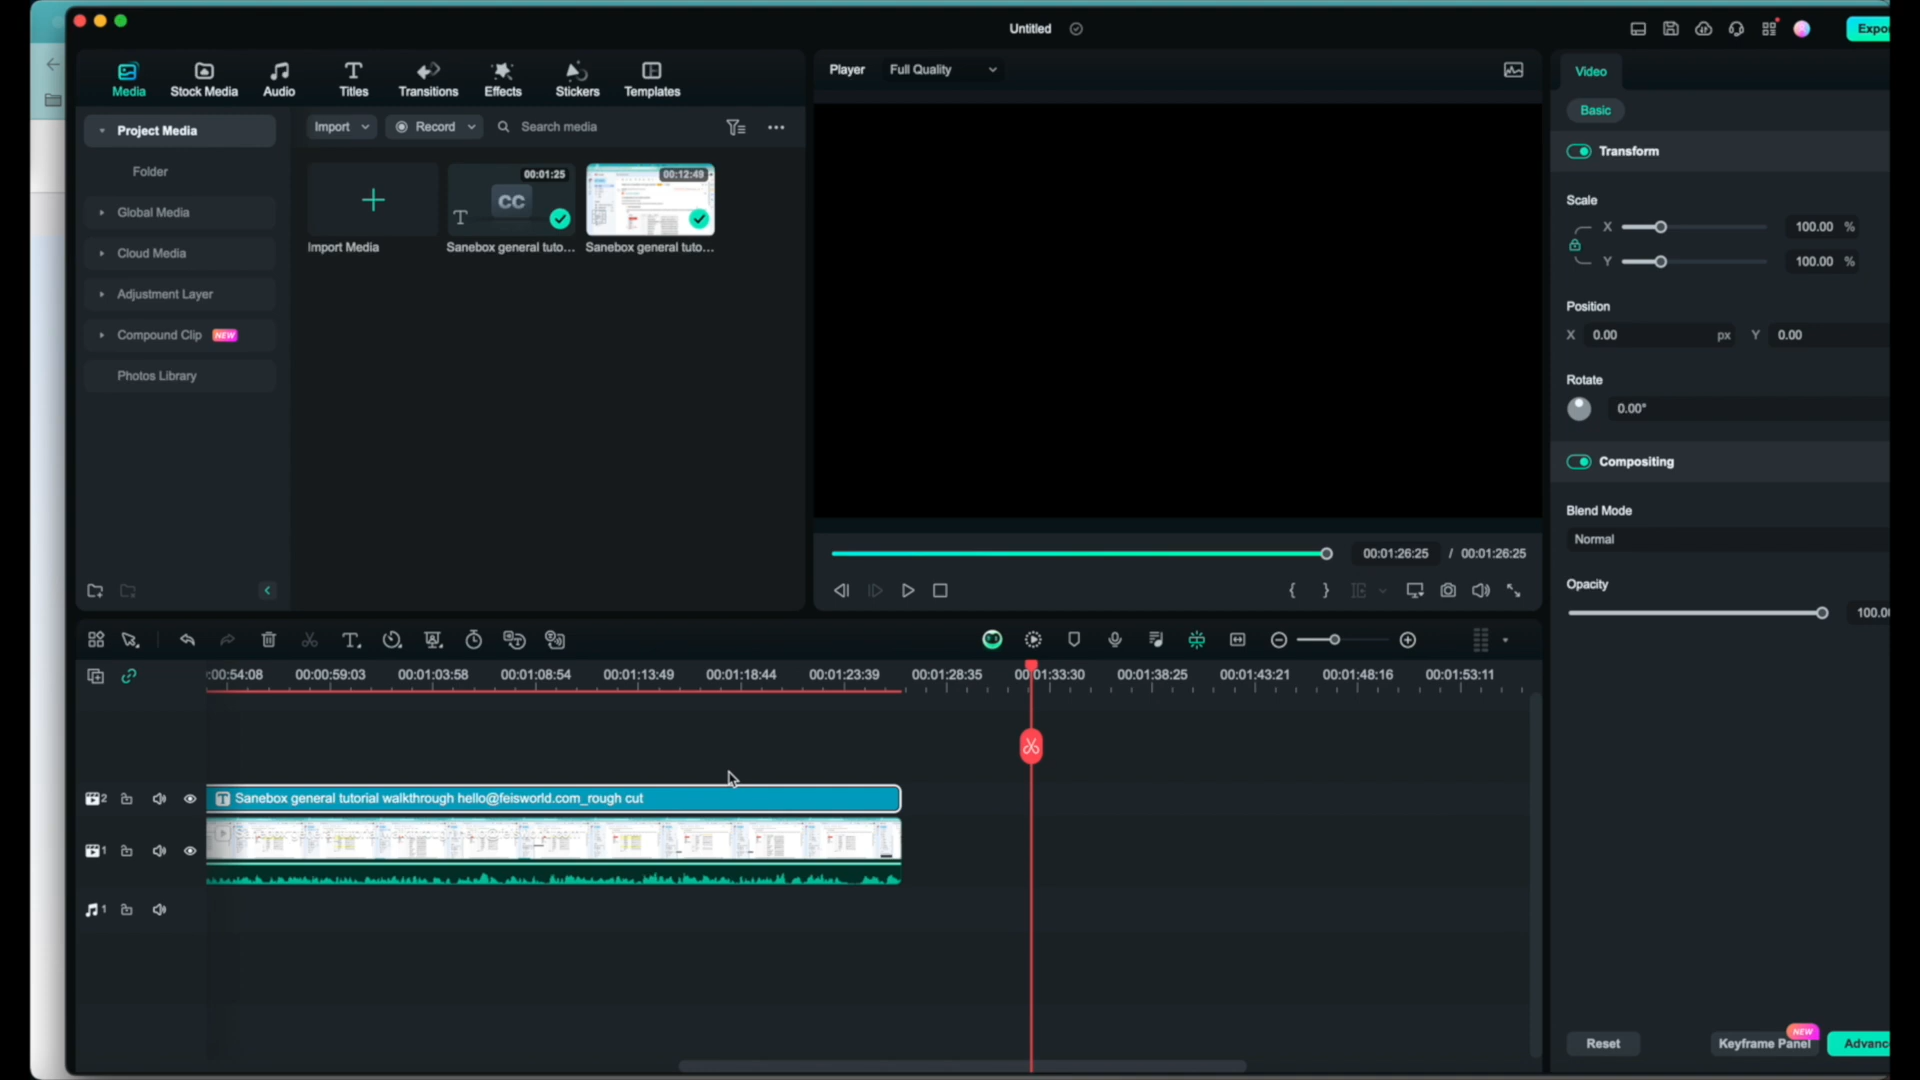 Untitled
Expo
Media
Stock Media
Audio
Titles
Transitions
Effects
Stickers
Templates
Player
Full Quality
Video
Basic
Project Media
Folder
Global Media
Cloud Media
Adjustment Layer
Compound Clip NEW
Photos Library
Import
Record
Search media
00:01:25
CC
00:12:49
Import Media
Sanebox general tuto...
Sanebox general tuto...
Transform
Scale
X 100.00 %
Y 100.00 %
Position
X 0.00 px Y 0.00
Rotate
0.00°
Compositing
Blend Mode
Normal
Opacity
100.00
00:01:26:25 / 00:01:26:25
:00:54:08 00:00:59:03 00:01:03:58 00:01:08:54 00:01:13:49 00:01:18:44 00:01:23:39 00:01:28:35 00:01:33:30 00:01:38:25 00:01:43:21 00:01:48:16 00:01:53:11
2
T Sanebox general tutorial walkthrough hello@feisworld.com_rough cut
1
1
Reset
Keyframe Panel
NEW
Advanc